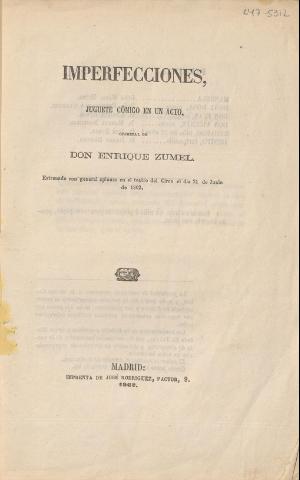 IMPERFECCIONES,
JUGUETE CÓMICO EN UN ACTO,
ORIGINAL DE
DON ENRIQUE ZUMEL.
Estrenado con general aplauso en el teatro del Circo el dia 21 de Junio
de 1862.
MADRID:
IMPRENTA DE JOSÉ RODRIGUEZ, FACTOR, 9.
1862.